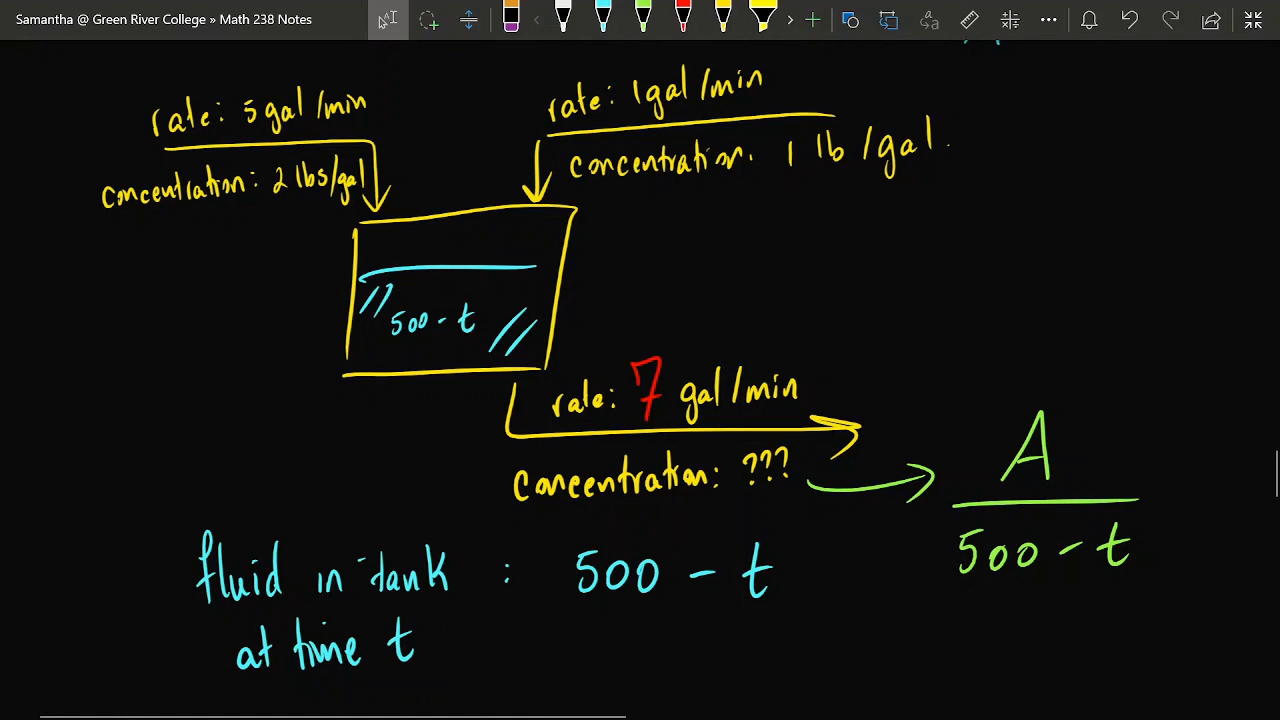 Samantha @ Green River College » Math 238 Notes
rate: 5 gal/min
concentration: 2 lbs/gal
rate: 1 gal/min
concentration: 1 lb/gal.
500 - t
rate: 7 gal/min
concentration: ???
A
500 - t
fluid in tank : 500 - t
at time t